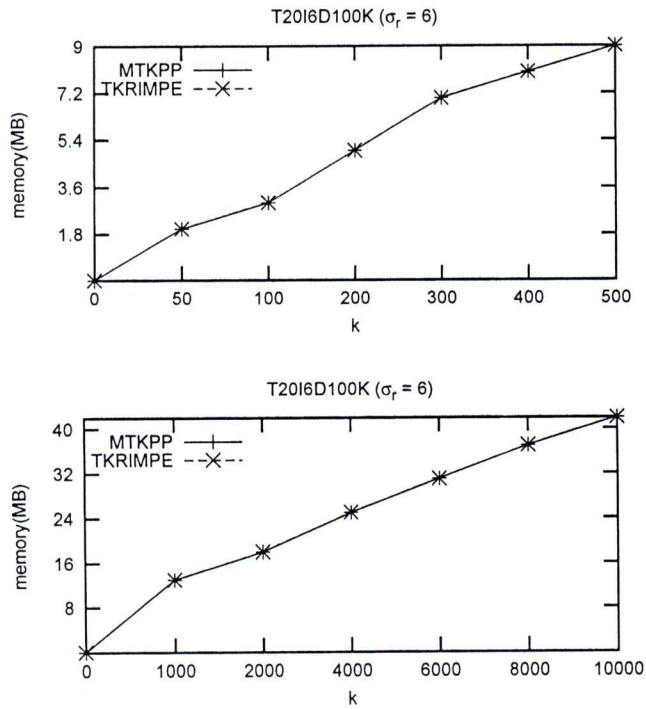 T20I6D100K (σr = 6)
9
7.2
5.4
3.6
1.8
memory(MB)
MTKPP
TKRIMPE
0 50 100 200 300 400 500
k
T20I6D100K (σr = 6)
40
32
24
16
8
memory(MB)
MTKPP
TKRIMPE
0 1000 2000 4000 6000 8000 10000
k